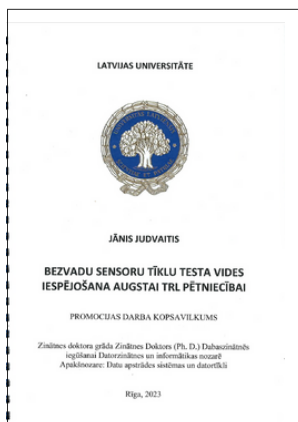 LATVIJAS UNIVERSITĀTE
JĀNIS JUDVAITIS
BEZVADU SENSORU TĪKLU TESTA VIDES
IESPĒJOŠANA AUGSTAI TRL PĒTNIECĪBAI
PROMOCIJAS DARBA KOPSAVILKUMS
Zinātnes doktora grāda Zinātnes Doktors (Ph. D.) Dabaszinātnēs
iegūšanai Datorzinātnes un informātikas nozarē
Apakšnozare: Datu apstrādes sistēmas un datortīkli
Rīga, 2023